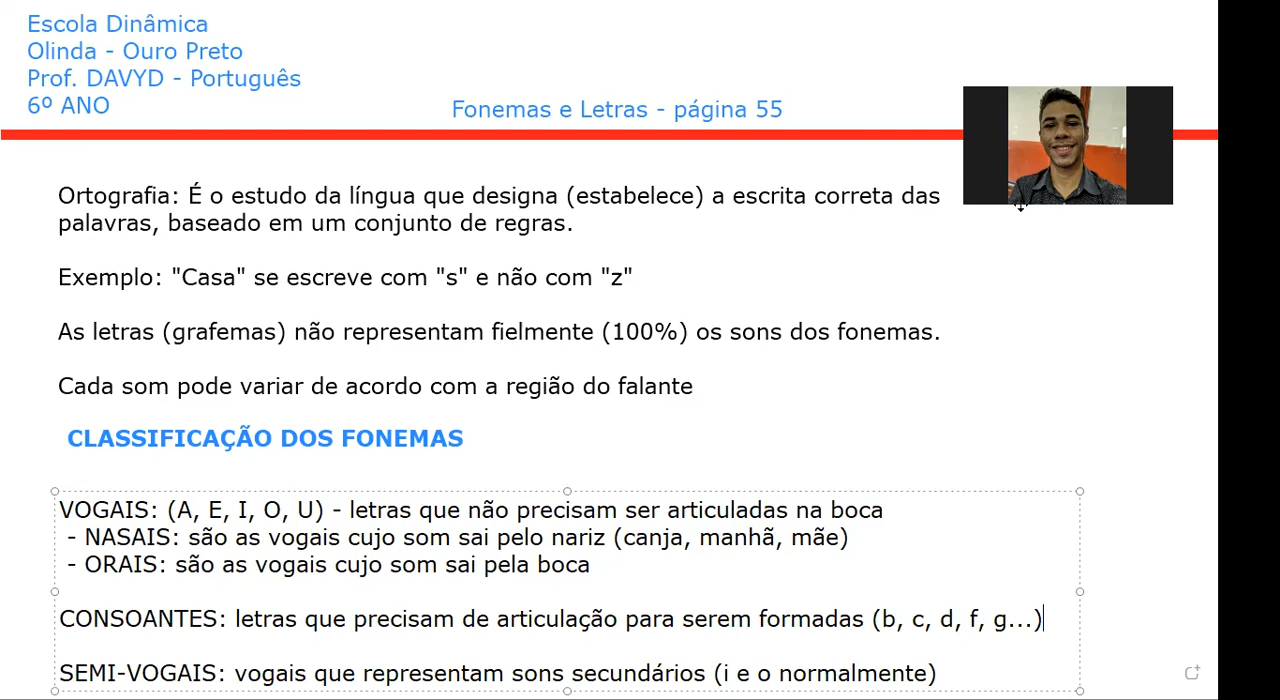 Escola Dinâmica
Olinda - Ouro Preto
Prof. DAVYD - Português
6º ANO
Fonemas e Letras - página 55
Ortografia: É o estudo da língua que designa (estabelece) a escrita correta das
palavras, baseado em um conjunto de regras.
Exemplo: "Casa" se escreve com "s" e não com "z"
As letras (grafemas) não representam fielmente (100%) os sons dos fonemas.
Cada som pode variar de acordo com a região do falante
CLASSIFICAÇÃO DOS FONEMAS
VOGAIS: (A, E, I, O, U) - letras que não precisam ser articuladas na boca
- NASAIS: são as vogais cujo som sai pelo nariz (canja, manhã, mãe)
- ORAIS: são as vogais cujo som sai pela boca
CONSOANTES: letras que precisam de articulação para serem formadas (b, c, d, f, g...)
SEMI-VOGAIS: vogais que representam sons secundários (i e o normalmente)